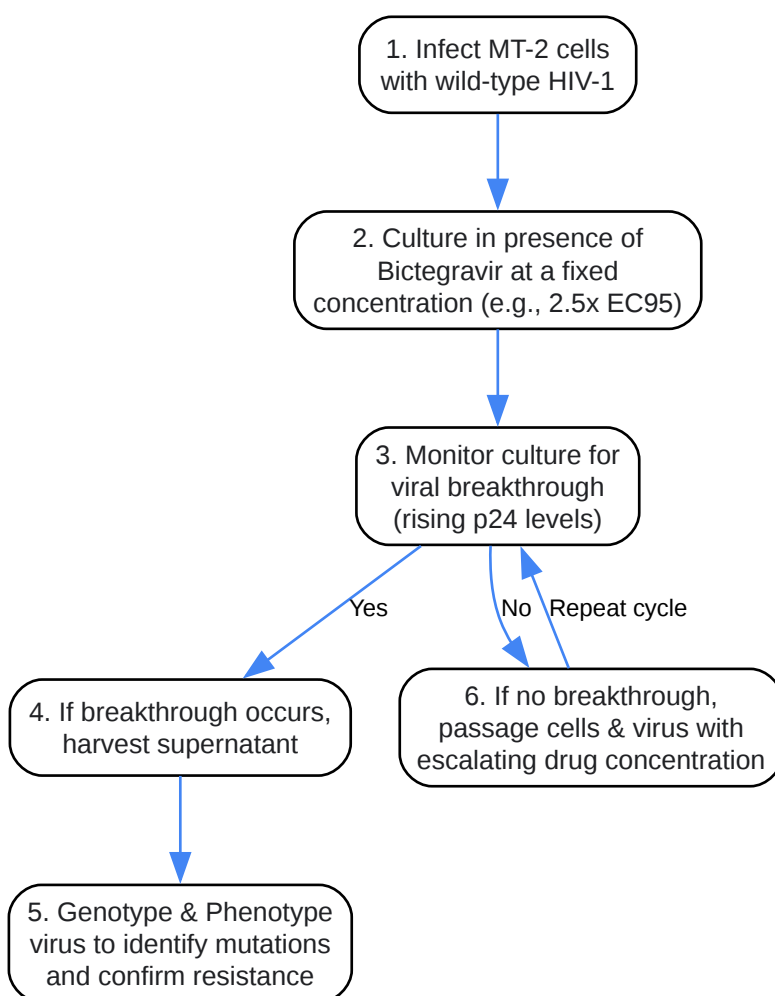 1. Infect MT-2 cells
with wild-type HIV-1
2. Culture in presence of
Bictegravir at a fixed
concentration (e.g., 2.5x EC95)
3. Monitor culture for
viral breakthrough
(rising p24 levels)
Yes
No
Repeat cycle
4. If breakthrough occurs,
harvest supernatant
6. If no breakthrough,
passage cells & virus with
escalating drug concentration
5. Genotype & Phenotype
virus to identify mutations
and confirm resistance